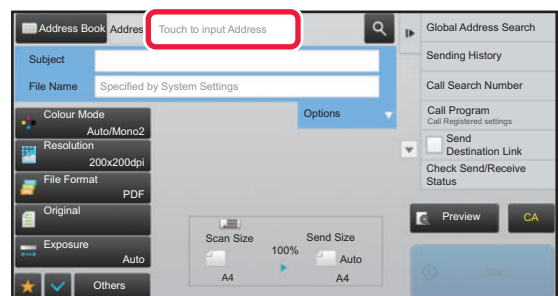 Address Book
Addres
Touch to input Address
Global Address Search
Subject
Sending History
File Name
Specified by System Settings
Call Search Number
Colour Mode
Auto/Mono2
Options
Call Program
Call Registered settings
Resolution
200x200dpi
Send
Destination Link
File Format
PDF
Check Send/Receive
Status
Original
Preview
CA
Exposure
Auto
Scan Size
100%
Send Size
Auto
A4
A4
Others
Start